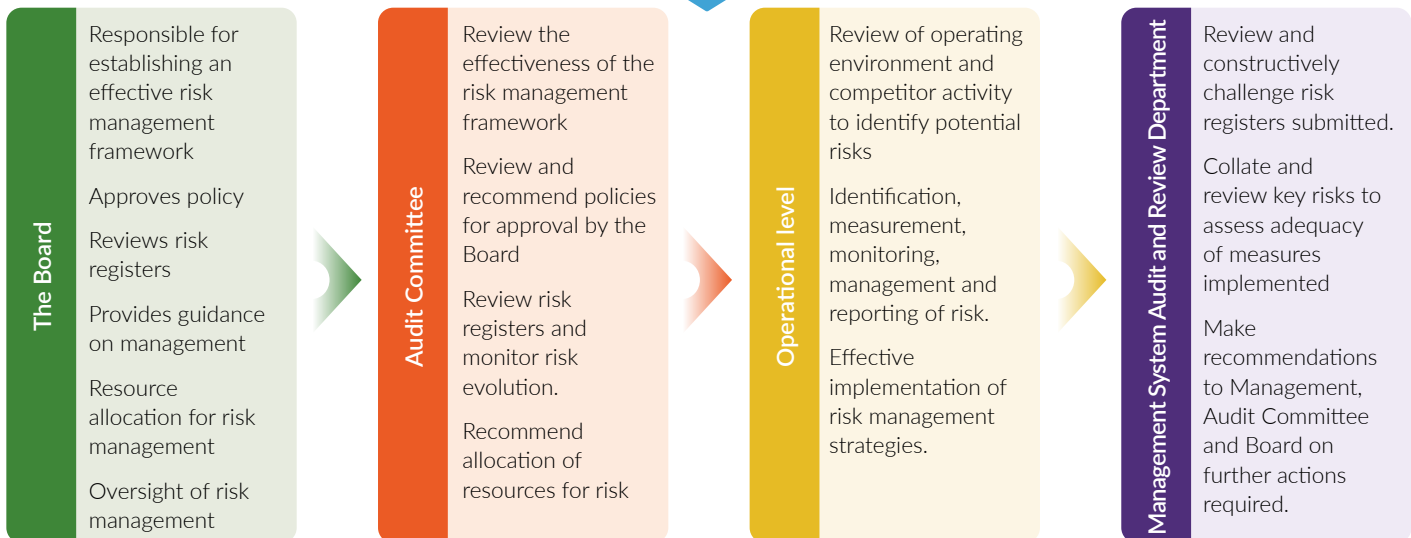 The Board
Responsible for
establishing an
effective risk
management
framework
Approves policy
Reviews risk
registers
Provides guidance
on management
Resource
allocation for risk
management
Oversight of risk
management
Audit Committee
Review the
effectiveness of the
risk management
framework
Review and
recommend policies
for approval by the
Board
Review risk
registers and
monitor risk
evolution.
Recommend
allocation of
resources for risk
Operational level
Review of operating
environment and
competitor activity
to identify potential
risks
Identification,
measurement,
monitoring,
management and
reporting of risk.
Effective
implementation of
risk management
strategies.
Management System Audit and Review Department
Review and
constructively
challenge risk
registers submitted.
Collate and
review key risks to
assess adequacy
of measures
implemented
Make
recommendations
to Management,
Audit Committee
and Board on
further actions
required.